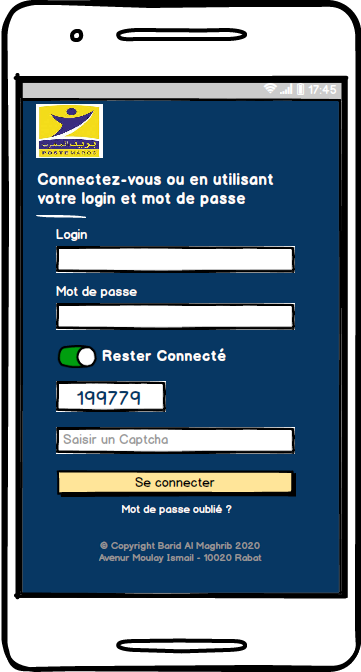 17:45
بريد المغرب
POSTE MAROC
Connectez-vous ou en utilisant
votre login et mot de passe
Login
Mot de passe
Rester Connecté
199779
Saisir un Captcha
Se connecter
Mot de passe oublié ?
© Copyright Barid Al Maghrib 2020
Avenur Moulay Ismail - 10020 Rabat